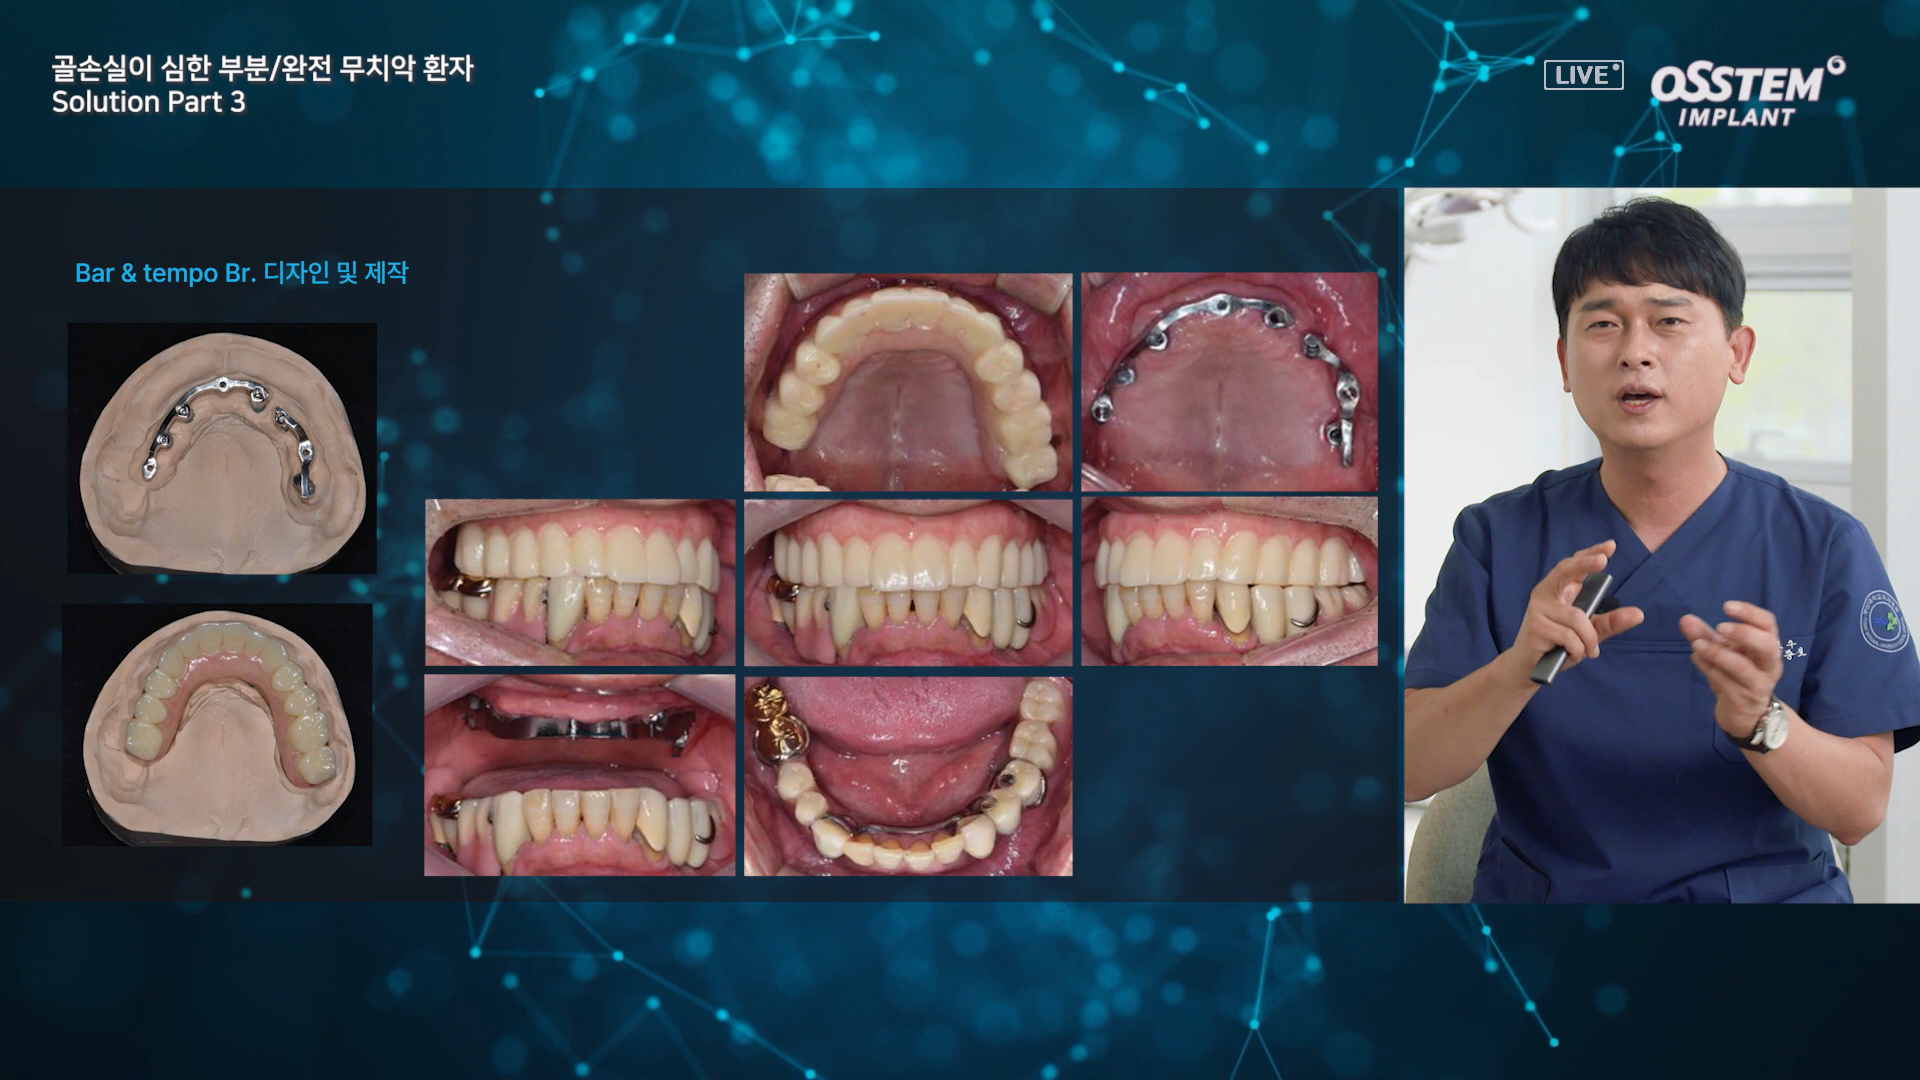 골손실이 심한 부분/완전 무치악 환자
Solution Part 3
LIVE
OSSTEM
IMPLANT
Bar & tempo Br. 디자인 및 제작